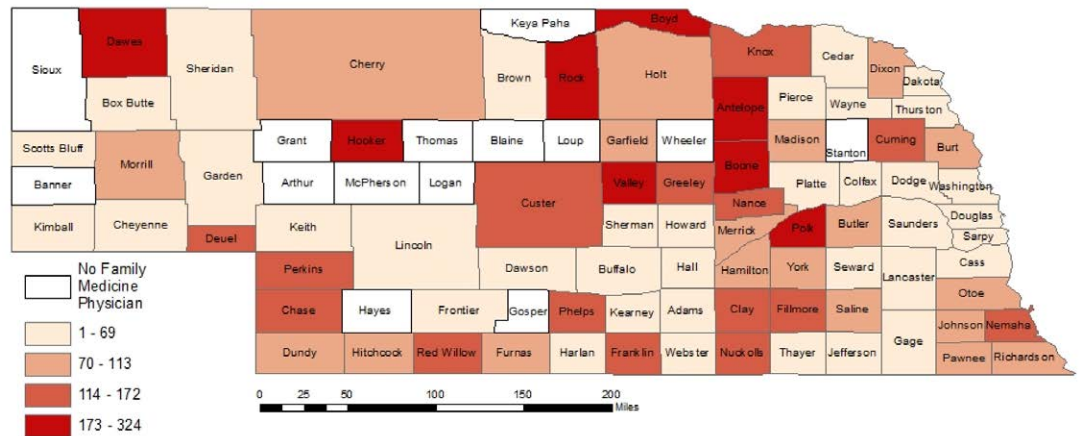 Keya Paha
Boyd
Dawes
Knox
Sioux
Sheridan
Cherry
Brown
Rock
Holt
Cedar
Dixon
Dakota
Box Butte
Antelope
Pierce
Wayne
Thurston
Scotts Bluff
Morrill
Garden
Grant
Hooker
Thomas
Blaine
Loup
Garfield
Wheeler
Madison
Stanton
Cuming
Burt
Banner
Arthur
McPherson
Logan
Custer
Valley
Greeley
Boone
Platte
Colfax
Dodge
Washington
Kimball
Cheyenne
Deuel
Keith
Lincoln
Sherman
Howard
Nance
Merrick
Polk
Butler
Saunders
Douglas
Sarpy
Perkins
Dawson
Buffalo
Hall
Hamilton
York
Seward
Lancaster
Cass
Chase
Hayes
Frontier
Gosper
Phelps
Kearney
Adams
Clay
Fillmore
Saline
Otoe
Dundy
Hitchcock
Red Willow
Furnas
Harlan
Franklin
Webster
Nuckolls
Thayer
Jefferson
Gage
Johnson
Nemaha
Pawnee
Richardson
No Family
Medicine
Physician
1 - 69
70 - 113
114 - 172
173 - 324
0 50 100 150 200
Miles